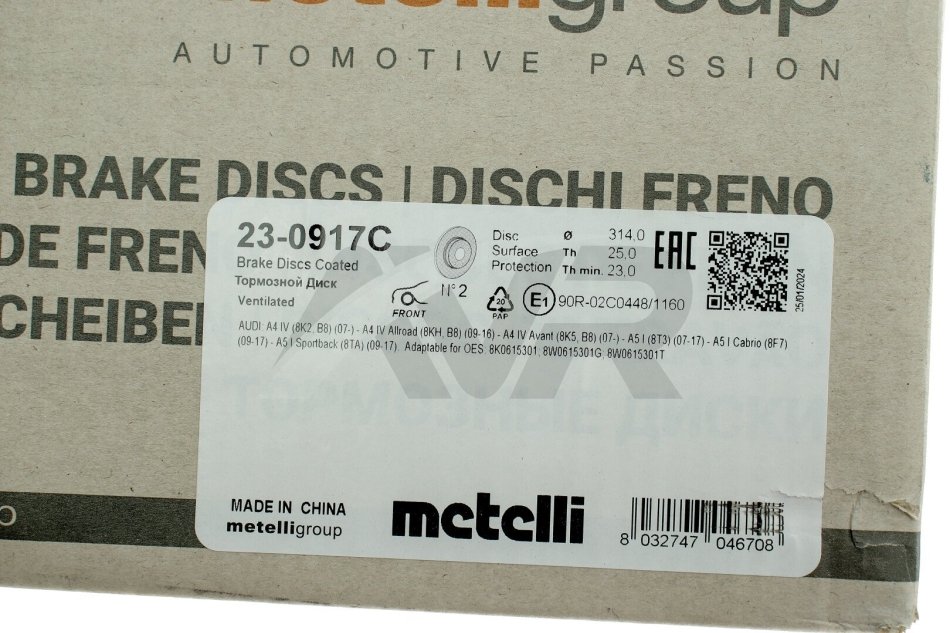 metelligroup
AUTOMOTIVE PASSION
BRAKE DISCS | DISCHI FRENO
DE FREN
CHEIBE
23-0917C
Brake Discs Coated
Тормозной Диск
Ventilated
FRONT
N°2
20
PAP
Disc
Surface
Protection
Ø 314,0
Th 25,0
Th min. 23,0
E1 90R-02C0448/1160
EAC
25/01/2024
AUDI: A4 IV (8K2, B8) (07-) - A4 IV Allroad (8KH, B8) (09-16) - A4 IV Avant (8K5, B8) (07-) - A5 I (8T3) (07-17) - A5 I Cabrio (8F7)
(09-17) - A5 I Sportback (8TA) (09-17). Adaptable for OES: 8K0615301; 8W0615301G; 8W0615301T
XVR
ТОРМОЗНЫЕ ДИСКИ
MADE IN CHINA
metelligroup
metelli
8 032747 046708